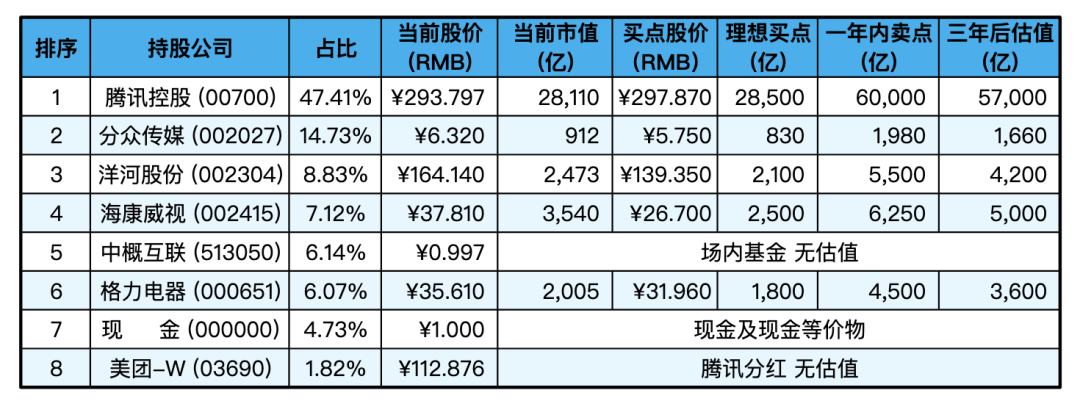 排序 持股公司 占比 当前股价 (RMB) 当前市值 (亿) 买点股价 (RMB) 理想买点 (亿) 一年内卖点 (亿) 三年后估值 (亿)
1 腾讯控股 (00700) 47.41% ¥293.797 28,110 ¥297.870 28,500 60,000 57,000
2 分众传媒 (002027) 14.73% ¥6.320 912 ¥5.750 830 1,980 1,660
3 洋河股份 (002304) 8.83% ¥164.140 2,473 ¥139.350 2,100 5,500 4,200
4 海康威视 (002415) 7.12% ¥37.810 3,540 ¥26.700 2,500 6,250 5,000
5 中概互联 (513050) 6.14% ¥0.997 场内基金 无估值
6 格力电器 (000651) 6.07% ¥35.610 2,005 ¥31.960 1,800 4,500 3,600
7 现 金 (000000) 4.73% ¥1.000 现金及现金等价物
8 美团-W (03690) 1.82% ¥112.876 腾讯分红 无估值